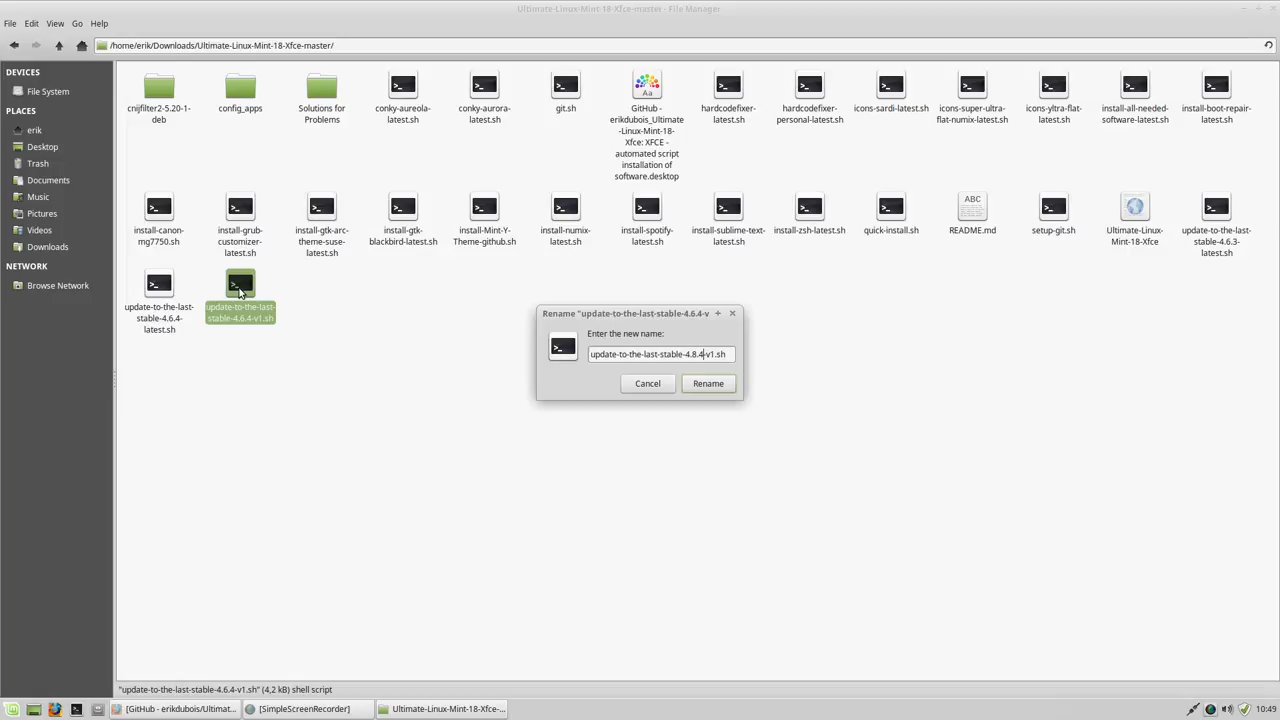 Ultimate-Linux-Mint-18-Xfce-master - File Manager
File Edit View Go Help
/home/erik/Downloads/Ultimate-Linux-Mint-18-Xfce-master/
DEVICES
File System
PLACES
erik
Desktop
Trash
Documents
Music
Pictures
Videos
Downloads
NETWORK
Browse Network
cnijfilter2-5.20-1-
deb
config_apps
Solutions for
Problems
conky-aureola-
latest.sh
conky-aurora-
latest.sh
git.sh
Aa
GitHub -
erikdubois_Ultimate
-Linux-Mint-18-
Xfce: XFCE -
automated script
installation of
software.desktop
hardcodefixer-
latest.sh
hardcodefixer-
personal-latest.sh
icons-sardi-latest.sh
icons-super-ultra-
flat-numix-latest.sh
icons-yltra-flat-
latest.sh
install-all-needed-
software-latest.sh
install-boot-repair-
latest.sh
install-canon-
mg7750.sh
install-grub-
customizer-
latest.sh
install-gtk-arc-
theme-suse-
latest.sh
install-gtk-
blackbird-latest.sh
install-Mint-Y-
Theme-github.sh
install-numix-
latest.sh
install-spotify-
latest.sh
install-sublime-text-
latest.sh
install-zsh-latest.sh
quick-install.sh
ABC
README.md
setup-git.sh
Ultimate-Linux-
Mint-18-Xfce
update-to-the-last-
stable-4.6.3-
latest.sh
update-to-the-last-
stable-4.6.4-
latest.sh
update-to-the-last-
stable-4.6.4-v1.sh
Rename "update-to-the-last-stable-4.6.4-v
Enter the new name:
update-to-the-last-stable-4.8.4-v1.sh
Cancel Rename
"update-to-the-last-stable-4.6.4-v1.sh" (4,2 kB) shell script
[GitHub - erikdubois/Ultimat... [SimpleScreenRecorder] Ultimate-Linux-Mint-18-Xfce-... 10:49